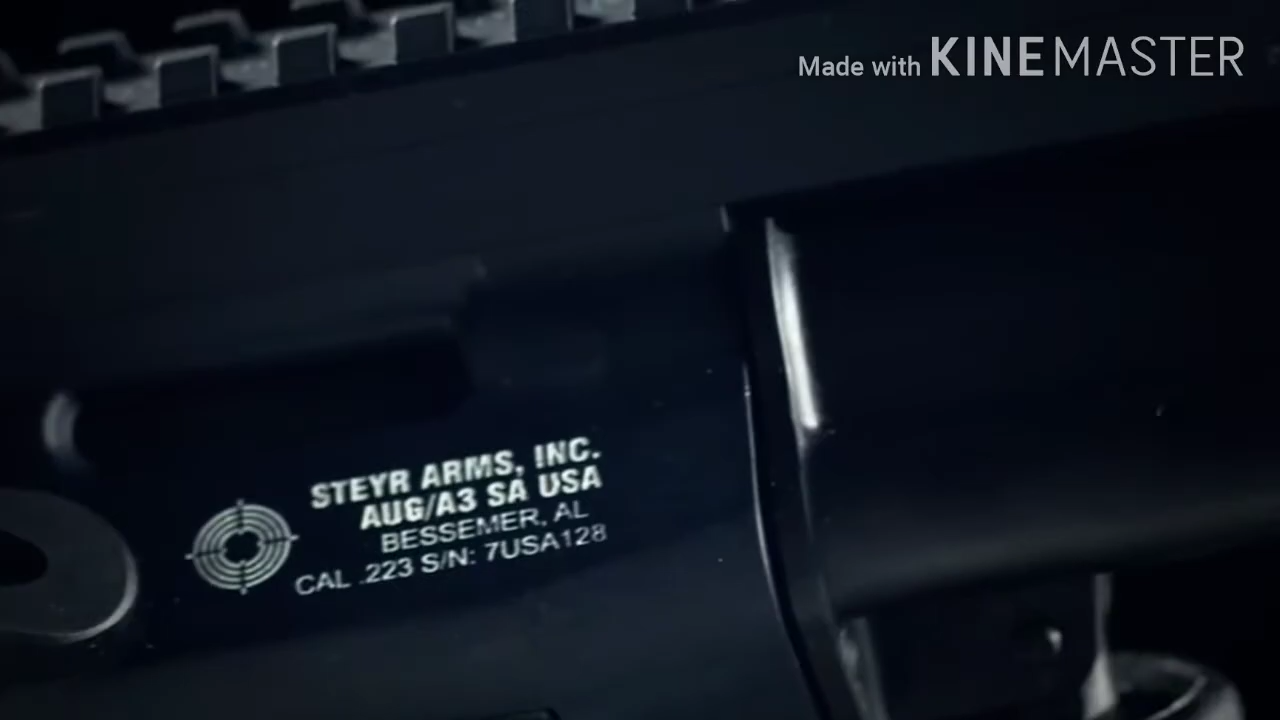 Made with KINEMASTER
STEYR ARMS, INC.
AUG/A3 SA USA
BESSEMER, AL
CAL .223 S/N: 7USA128